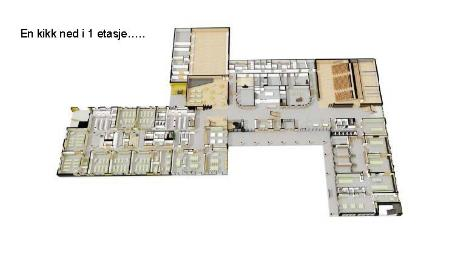 En kikk ned i 1 etasje.....